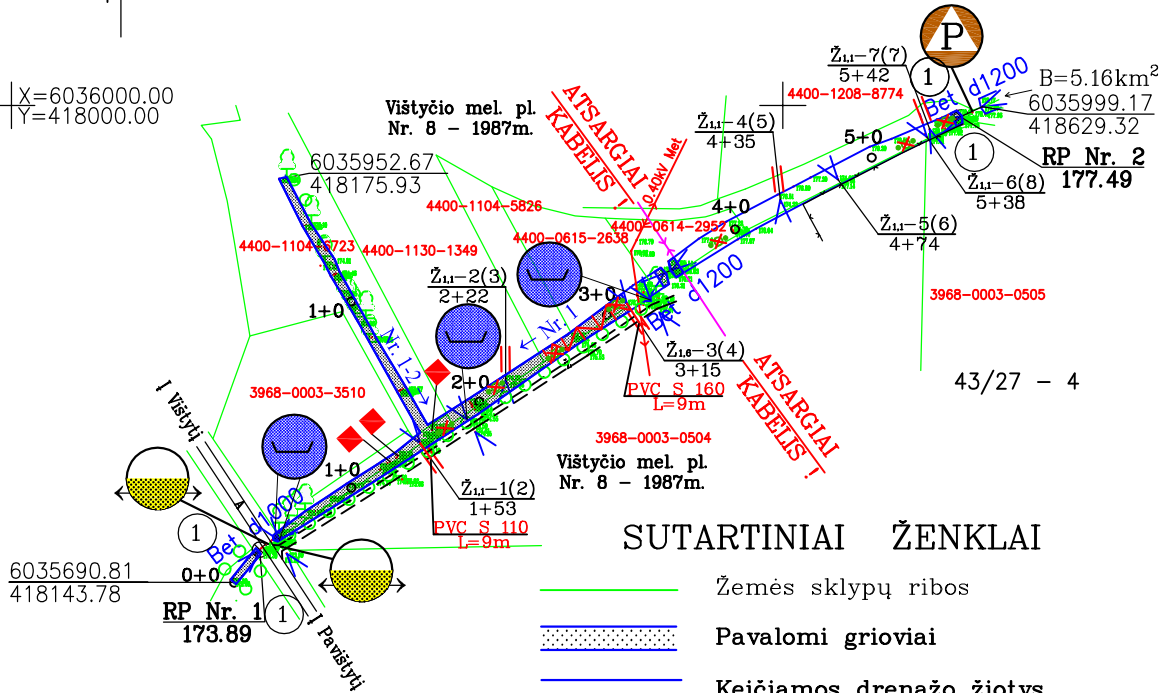 P
Ž1,1-7(7)
5+42
1
Bet d1200
B=5.16km²
X=6036000.00
Y=418000.00
4400-1208-8774
6035999.17
418629.32
Vištyčio mel. pl.
Nr. 8 - 1987m.
ATSARGIAI
KABELIS !
Ž1,1-4(5)
4+35
5+0
1
RP Nr. 2
177.49
0.40KV Met
6035952.67
418175.93
Ž1,1-6(8)
5+38
4400-1104-5826
4+0
4400-0614-2952
Ž1,1-5(6)
4+74
4400-1130-1349
4400-0615-2638
Ž1,1-2(3)
2+22
Bet d1200
3+0
3968-0003-0505
1+0
Nr. 1
Nr. 1-2
Ž1,6-3(4)
3+15
2+0
PVC S 160
L=9m
ATSARGIAI
KABELIS !
43/27 - 4
3968-0003-3510
Į Vištytį
3968-0003-0504
Vištyčio mel. pl.
Nr. 8 - 1987m.
1+0
Ž1,1-1(2)
1+53
PVC S 110
L=9m
Bet d1000
1
SUTARTINIAI ŽENKLAI
6035690.81
418143.78
0+0
RP Nr. 1
173.89
1
Į Pavištytį
Žemės sklypų ribos
Pavalomi grioviai
Keičiamos drenažo žiotys